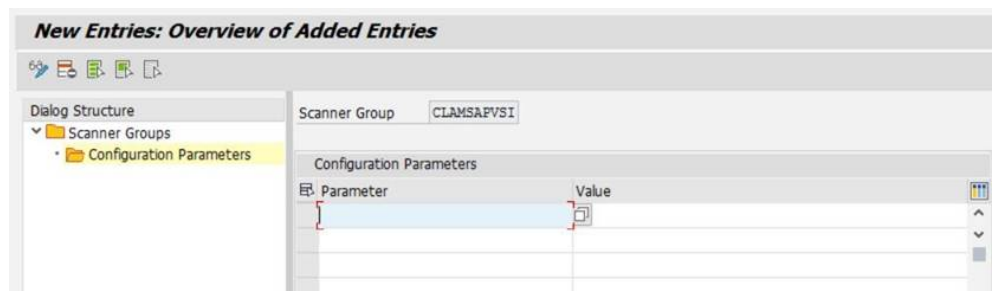 New Entries: Overview of Added Entries
Dialog Structure
Scanner Groups
Configuration Parameters
Scanner Group CLAMSAPVSI
Configuration Parameters
Parameter Value